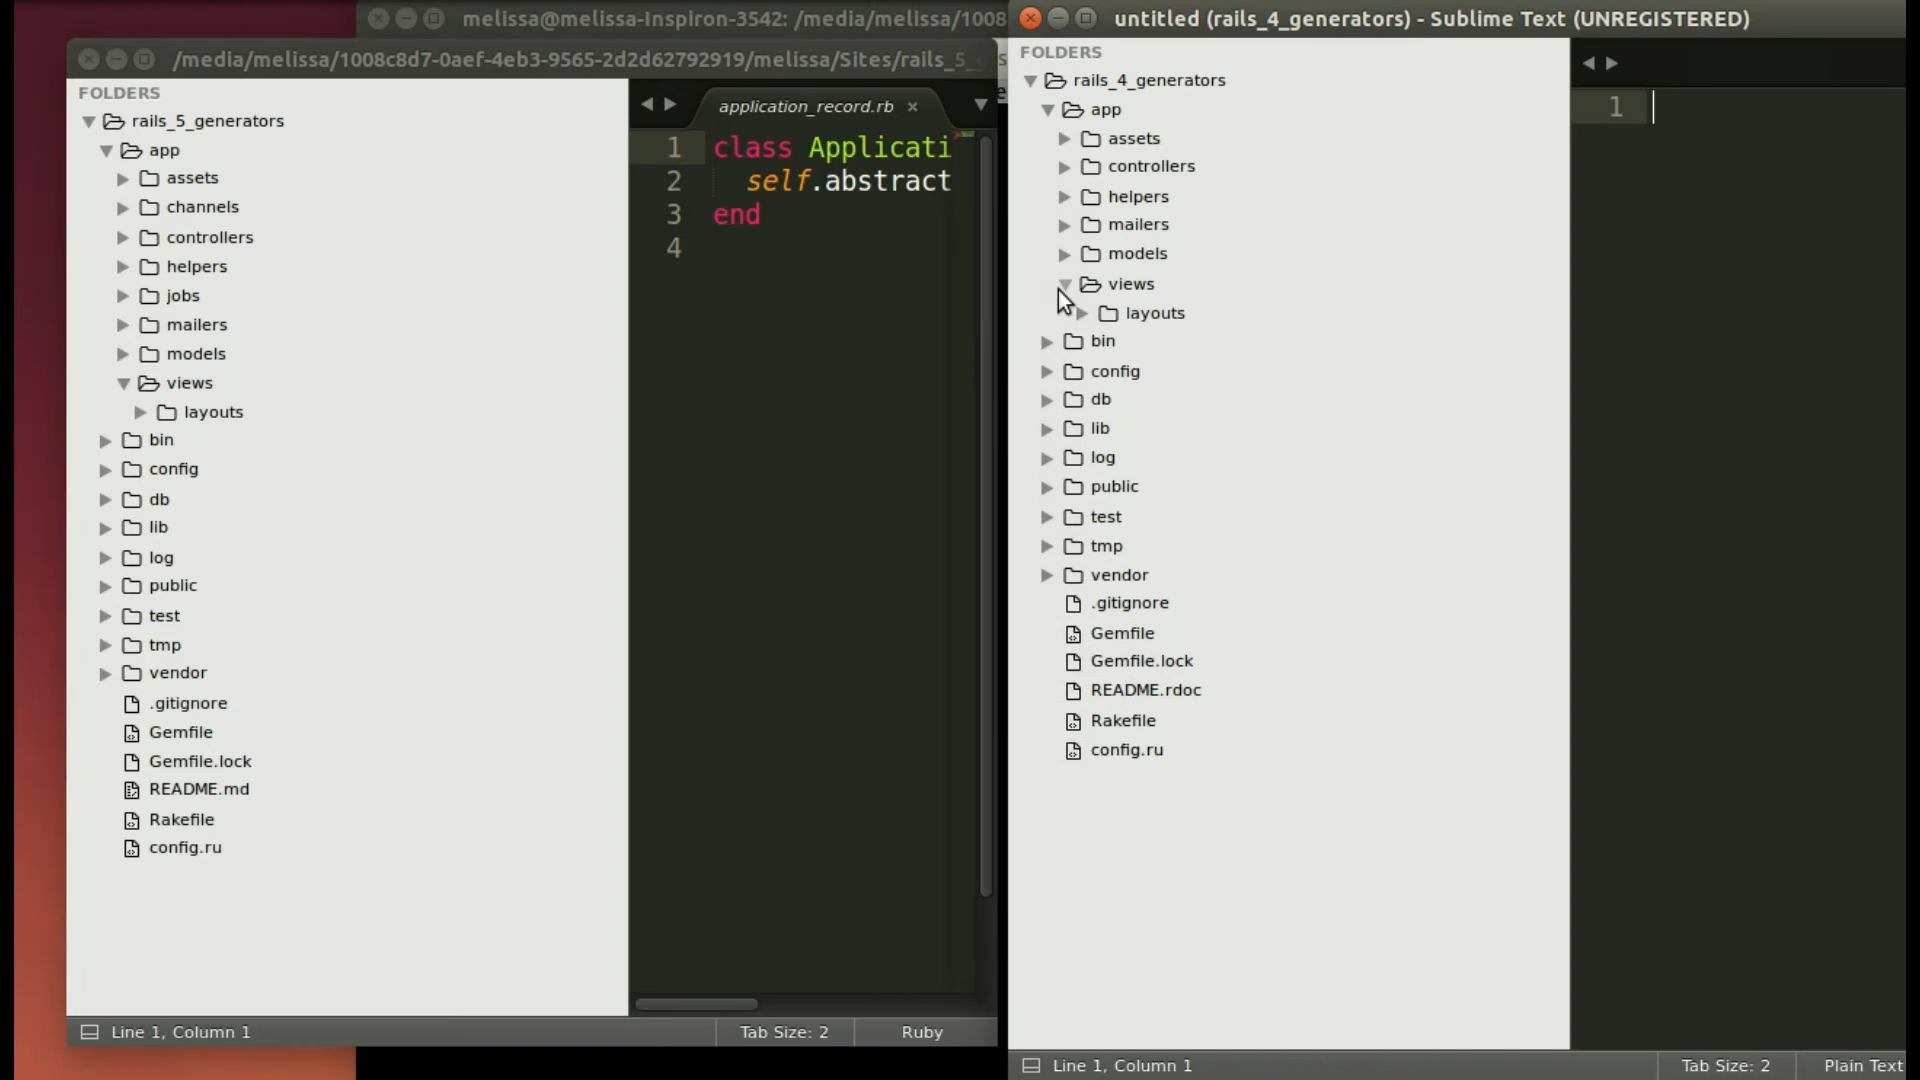 melissa@melissa-Inspiron-3542: /media/melissa/1008
/media/melissa/1008c8d7-0aef-4eb3-9565-2d2d62792919/melissa/Sites/rails_5_
FOLDERS
rails_5_generators
app
assets
channels
controllers
helpers
jobs
mailers
models
views
layouts
bin
config
db
lib
log
public
test
tmp
vendor
.gitignore
Gemfile
Gemfile.lock
README.md
Rakefile
config.ru
application_record.rb
1 class Applicati
2 self.abstract
3 end
4
Line 1, Column 1
Tab Size: 2
Ruby
untitled (rails_4_generators) - Sublime Text (UNREGISTERED)
FOLDERS
rails_4_generators
app
assets
controllers
helpers
mailers
models
views
layouts
bin
config
db
lib
log
public
test
tmp
vendor
.gitignore
Gemfile
Gemfile.lock
README.rdoc
Rakefile
config.ru
1
Line 1, Column 1
Tab Size: 2
Plain Text